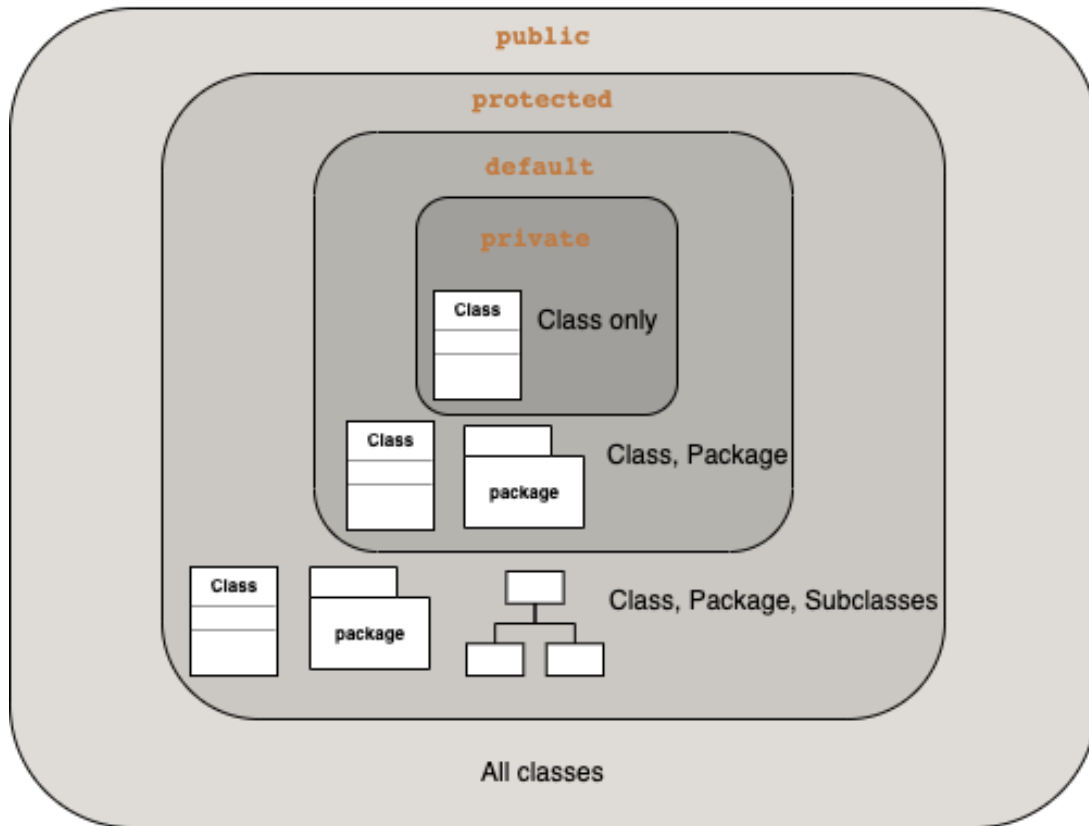 public
protected
default
private
Class
Class only
Class
Class, Package
package
Class
Class, Package, Subclasses
package
All classes